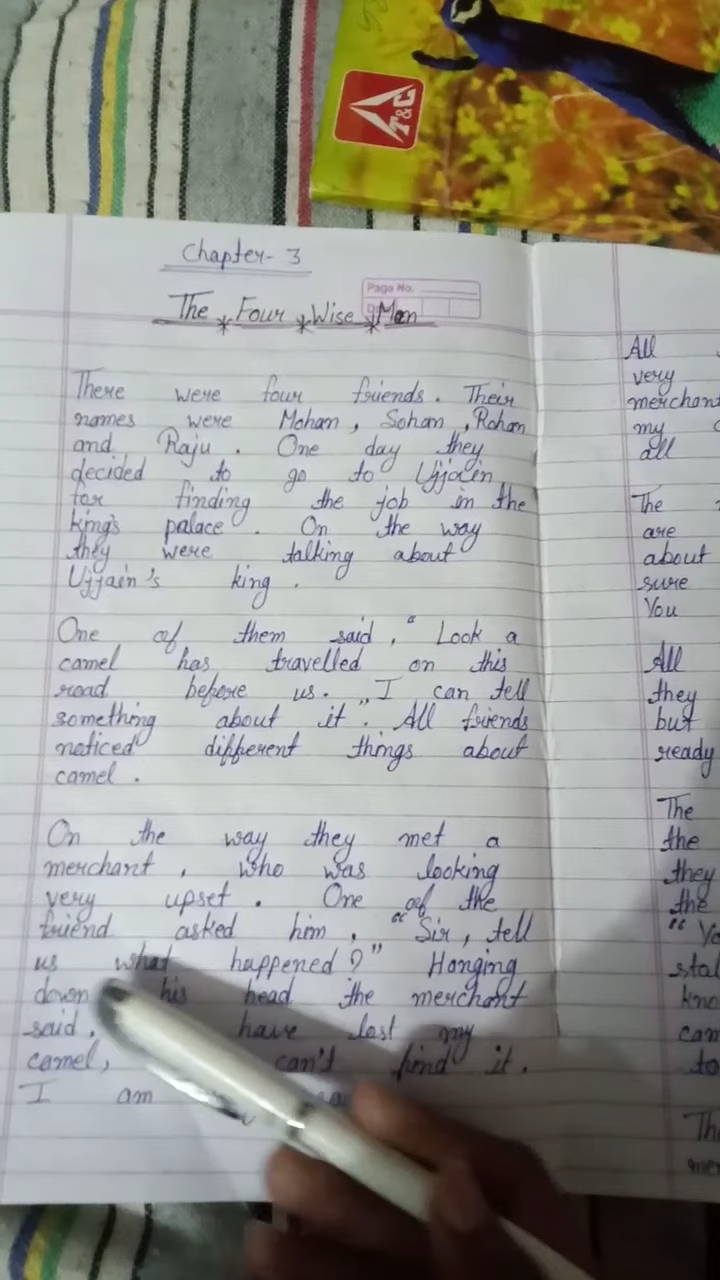 T&C
Chapter- 3
Page No.
The Four Wise Men
There were four friends. Their
names were Mohan, Sohan, Rohan
and Raju. One day they
decided to go to Ujjain
for finding the job in the
king's palace. On the way
they were talking about
Ujjain's king.
One of them said, "Look a
camel has travelled on this
road before us. "I can tell
something about it". All friends
noticed different things about
camel.
On the way they met a
merchant, who was looking
very upset. One of the
friend asked him, "Sir, tell
us what happened?" Hanging
down his head the merchant
said, have lost my
camel, can't find it.
I am
All
very
merchant
my
all
The
are
about
sure
You
All
they
but
ready
The
the
they
the